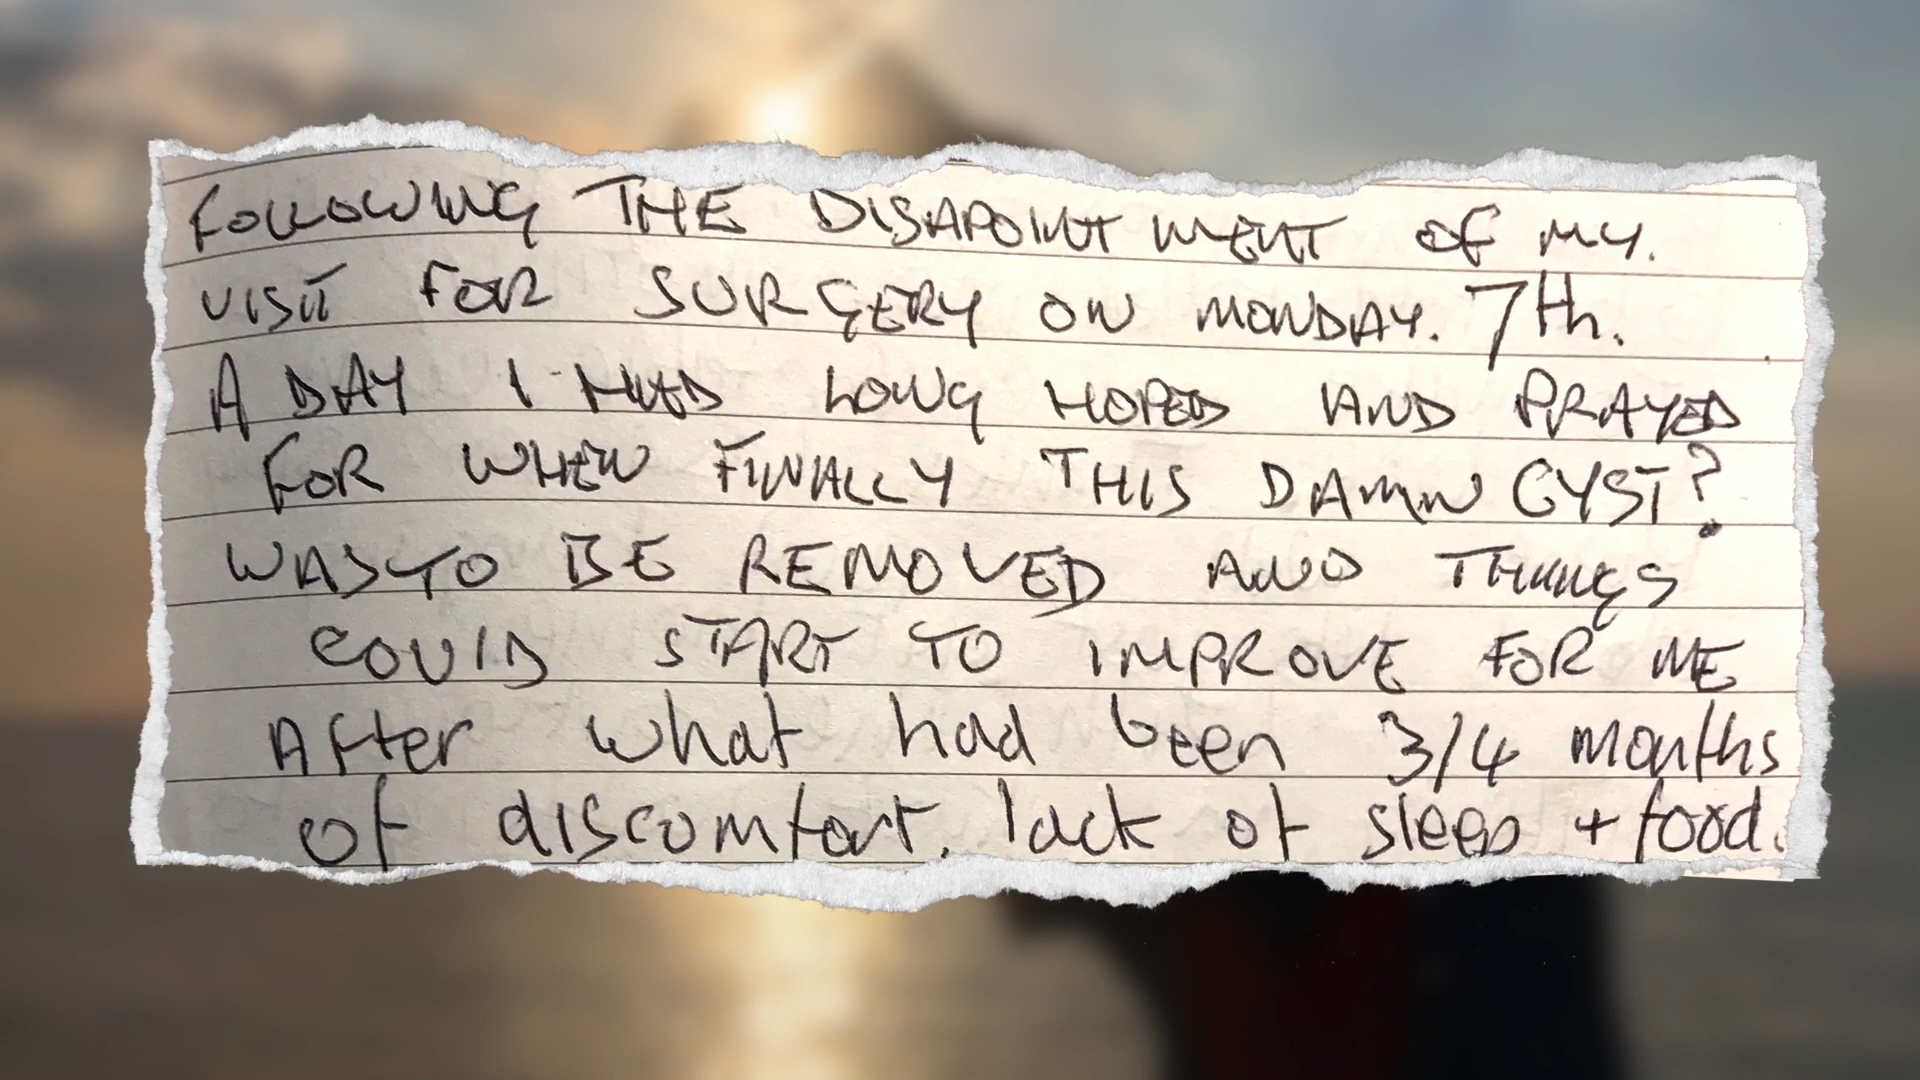 FOLLOWING THE DISAPOINTMENT OF MY.
VISIT FOR SURGERY ON MONDAY. 7th.
A DAY I HAD LONG HOPED AND PRAYED
FOR WHEN FINALLY THIS DAMN CYST?
WAS TO BE REMOVED AND THINGS
COULD START TO IMPROVE FOR ME
After what had been 3/4 months
of discomfort. lack of sleep + food.